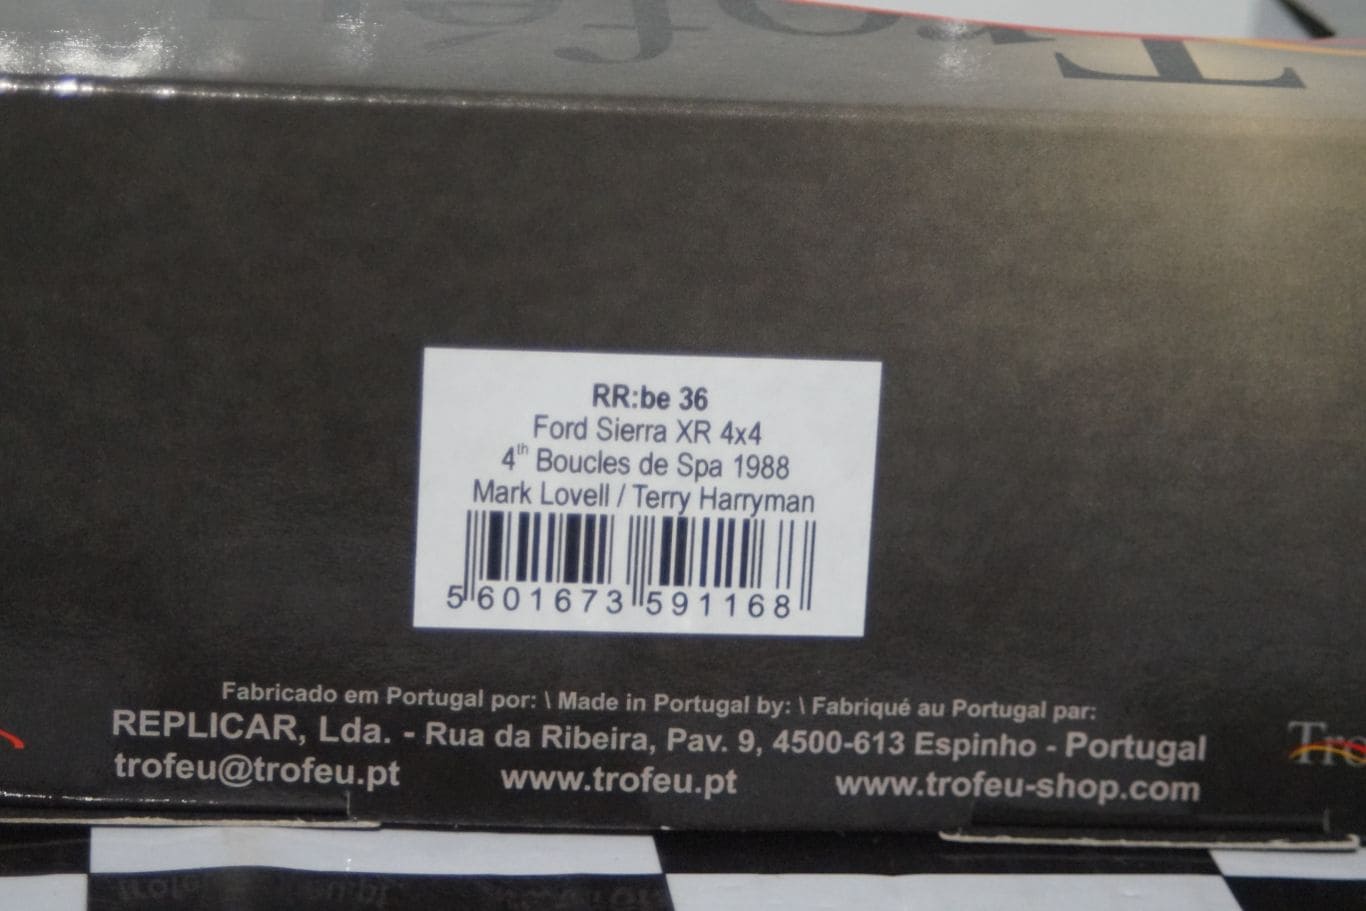 Trofé
RR:be 36
Ford Sierra XR 4x4
4th Boucles de Spa 1988
Mark Lovell / Terry Harryman
5 601673 591168
Fabricado em Portugal por: \ Made in Portugal by: \ Fabriqué au Portugal par:
REPLICAR, Lda. - Rua da Ribeira, Pav. 9, 4500-613 Espinho - Portugal
trofeu@trofeu.pt www.trofeu.pt www.trofeu-shop.com
Tro